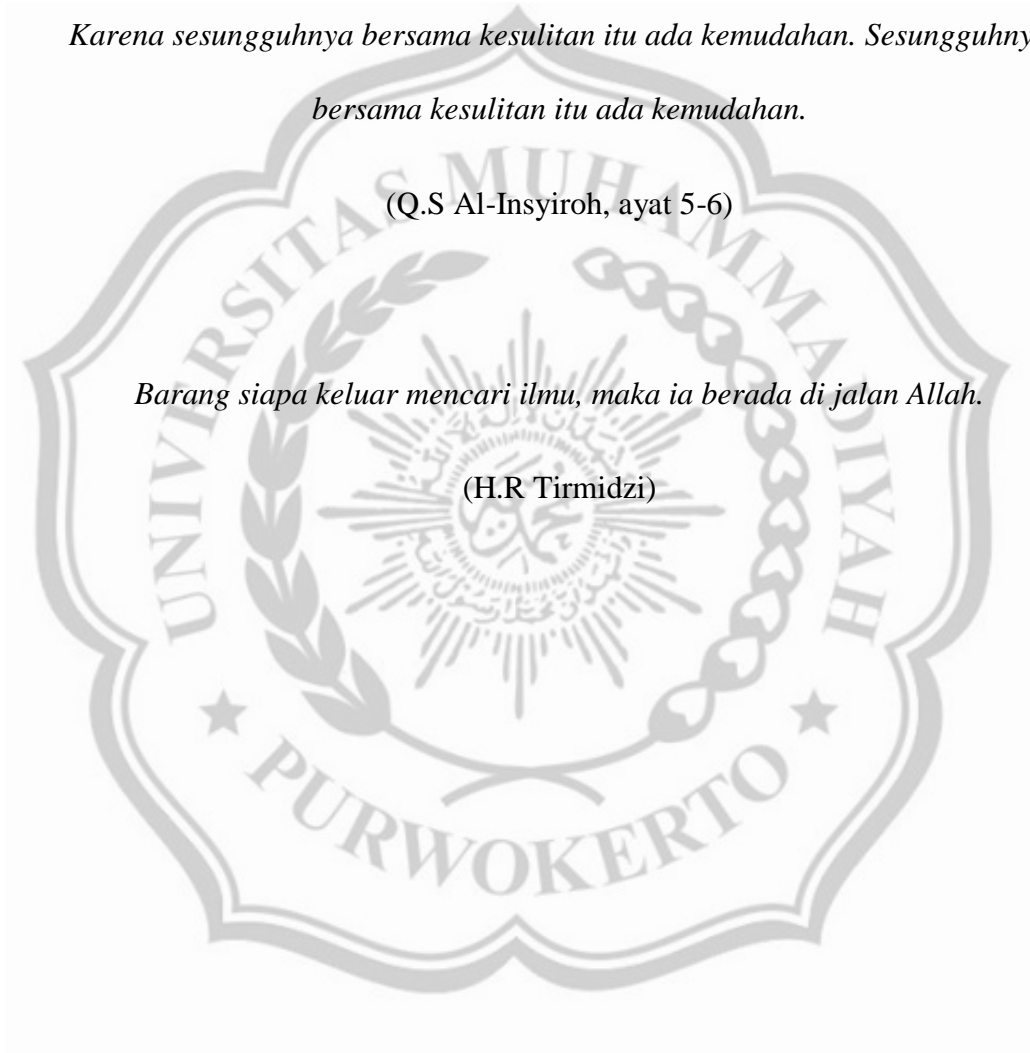 Karena sesungguhnya bersama kesulitan itu ada kemudahan. Sesungguhny
bersama kesulitan itu ada kemudahan.
(Q.S Al-Insyiroh, ayat 5-6)
Barang siapa keluar mencari ilmu, maka ia berada di jalan Allah.
(H.R Tirmidzi)
UNIVERSITAS MUHAMMADIYAH
PURWOKERTO